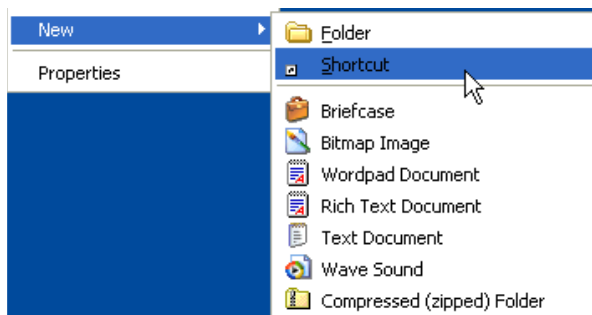 New
Properties
Folder
Shortcut
Briefcase
Bitmap Image
Wordpad Document
Rich Text Document
Text Document
Wave Sound
Compressed (zipped) Folder